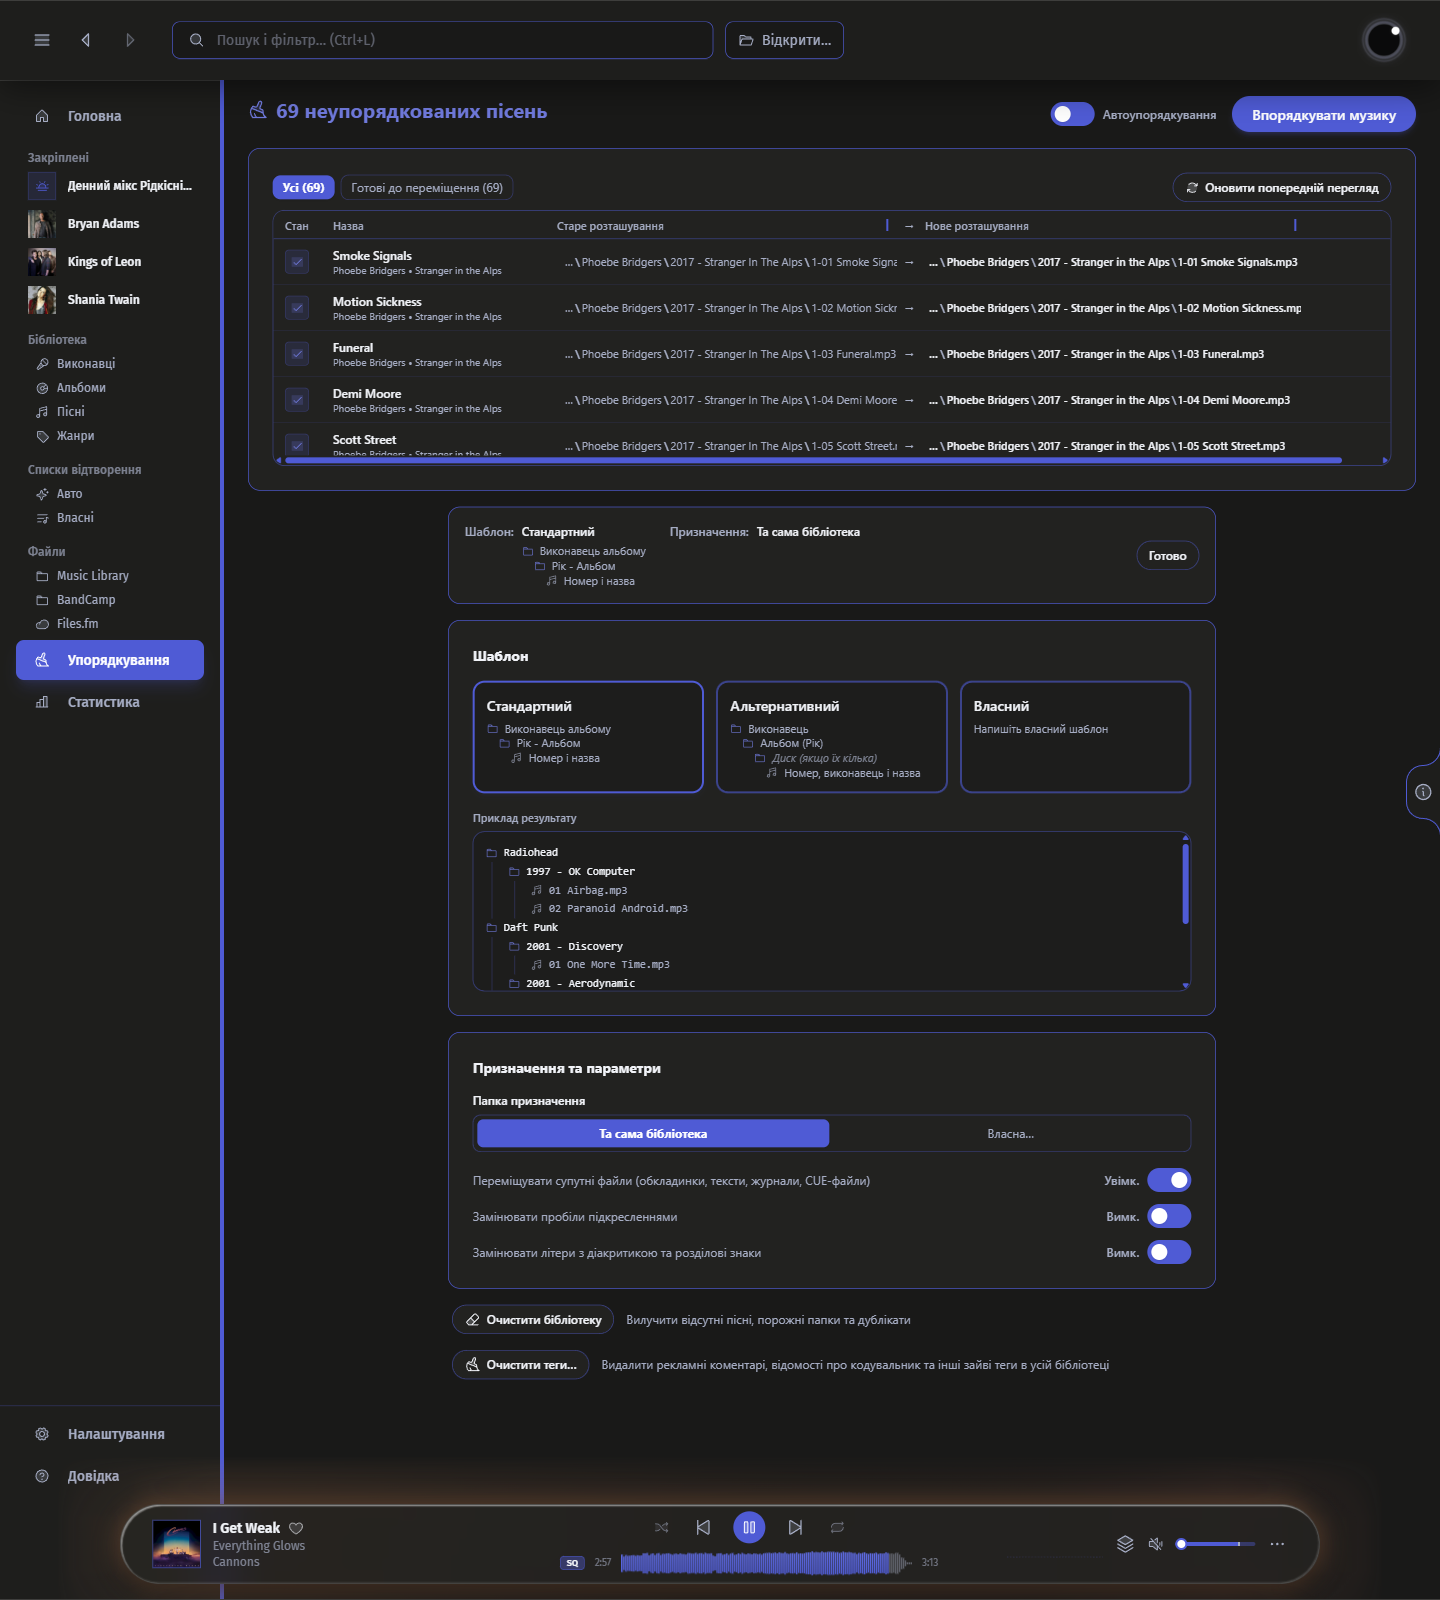 Пошук і фільтр... (Ctrl+L)
Відкрити...
Головна
Закріплені
Денний мікс Рідкісні...
Bryan Adams
Kings of Leon
Shania Twain
Бібліотека
Виконавці
Альбоми
Пісні
Жанри
Списки відтворення
Авто
Власні
Файли
Music Library
BandCamp
Files.fm
Упорядкування
Статистика
Налаштування
Довідка
69 неупорядкованих пісень
Автоупорядкування
Впорядкувати музику
Усі (69)
Готові до переміщення (69)
Оновити попередній перегляд
Стан Назва Старе розташування → Нове розташування
Smoke Signals
Phoebe Bridgers • Stranger in the Alps
...\Phoebe Bridgers\2017 - Stranger In The Alps\1-01 Smoke Signa → ...\Phoebe Bridgers\2017 - Stranger in the Alps\1-01 Smoke Signals.mp3
Motion Sickness
Phoebe Bridgers • Stranger in the Alps
...\Phoebe Bridgers\2017 - Stranger In The Alps\1-02 Motion Sickr → ...\Phoebe Bridgers\2017 - Stranger in the Alps\1-02 Motion Sickness.mp
Funeral
Phoebe Bridgers • Stranger in the Alps
...\Phoebe Bridgers\2017 - Stranger In The Alps\1-03 Funeral.mp3 → ...\Phoebe Bridgers\2017 - Stranger in the Alps\1-03 Funeral.mp3
Demi Moore
Phoebe Bridgers • Stranger in the Alps
...\Phoebe Bridgers\2017 - Stranger In The Alps\1-04 Demi Moore → ...\Phoebe Bridgers\2017 - Stranger in the Alps\1-04 Demi Moore.mp3
Scott Street
Phoebe Bridgers • Stranger in the Alps
...\Phoebe Bridgers\2017 - Stranger In The Alps\1-05 Scott Street.r → ...\Phoebe Bridgers\2017 - Stranger in the Alps\1-05 Scott Street.mp3
Шаблон: Стандартний
Виконавець альбому
Рік - Альбом
Номер і назва
Призначення: Та сама бібліотека
Готово
Шаблон
Стандартний
Виконавець альбому
Рік - Альбом
Номер і назва
Альтернативний
Виконавець
Альбом (Рік)
Диск (якщо їх кілька)
Номер, виконавець і назва
Власний
Напишіть власний шаблон
Приклад результату
Radiohead
1997 - OK Computer
01 Airbag.mp3
02 Paranoid Android.mp3
Daft Punk
2001 - Discovery
01 One More Time.mp3
2001 - Aerodynamic
Призначення та параметри
Папка призначення
Та сама бібліотека
Власна...
Переміщувати супутні файли (обкладинки, тексти, журнали, CUE-файли) Увімк.
Замінювати пробіли підкресленнями Вимк.
Замінювати літери з діакритикою та розділові знаки Вимк.
Очистити бібліотеку Вилучити відсутні пісні, порожні папки та дублікати
Очистити теги... Видалити рекламні коментарі, відомості про кодувальник та інші зайві теги в усій бібліотеці
I Get Weak
Everything Glows
Cannons
SQ 2:57 3:13